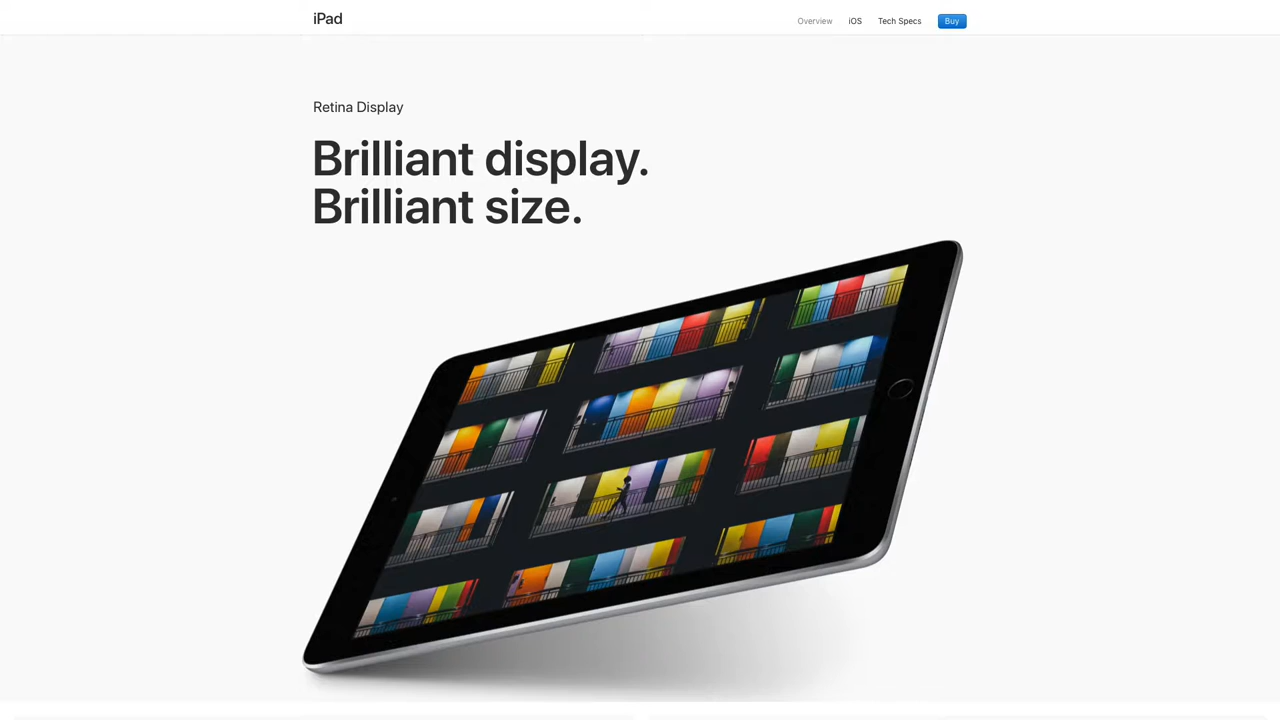 iPad
Overview iOS Tech Specs Buy
Retina Display
Brilliant display.
Brilliant size.